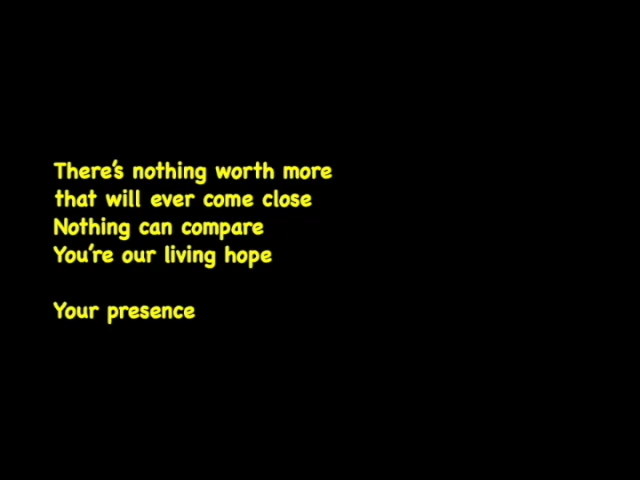 There's nothing worth more
that will ever come close
Nothing can compare
You're our living hope
Your presence